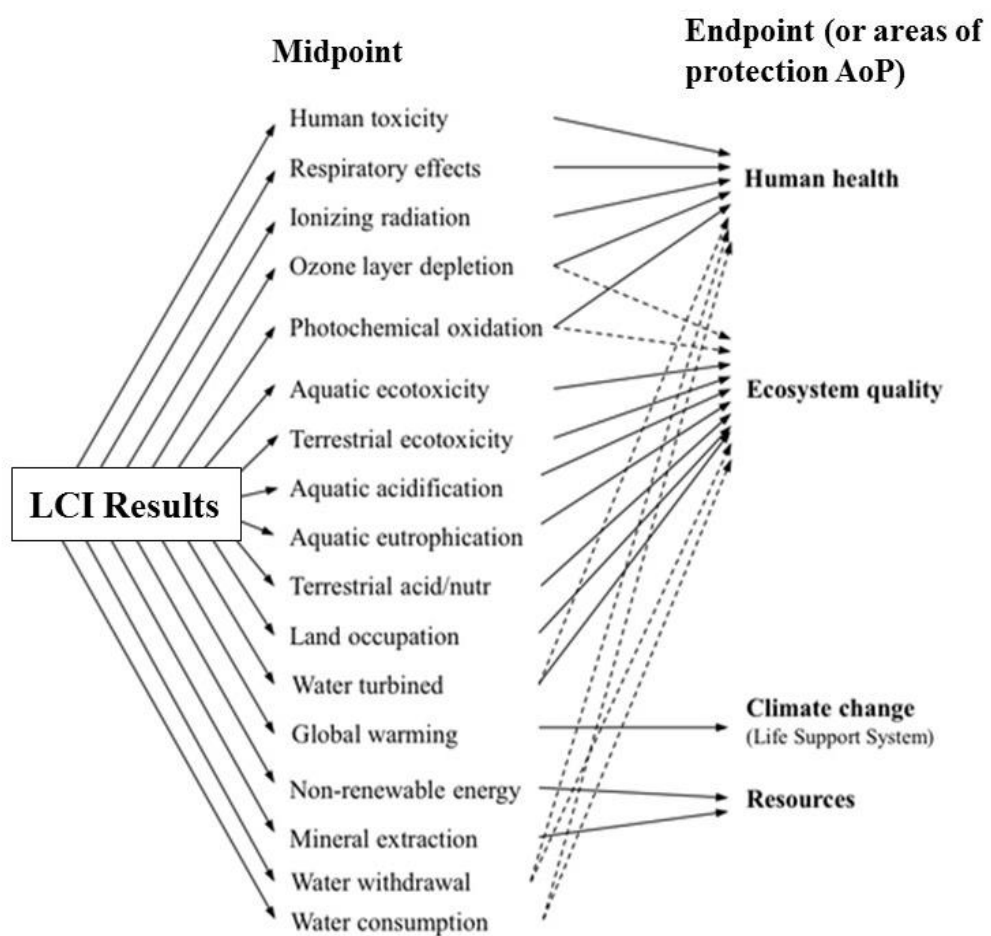 Midpoint
Endpoint (or areas of
protection AoP)
Human toxicity
Respiratory effects
Human health
Ionizing radiation
Ozone layer depletion
Photochemical oxidation
Aquatic ecotoxicity
Ecosystem quality
Terrestrial ecotoxicity
LCI Results
Aquatic acidification
Aquatic eutrophication
Terrestrial acid/nutr
Land occupation
Water turbined
Climate change
(Life Support System)
Global warming
Non-renewable energy
Resources
Mineral extraction
Water withdrawal
Water consumption